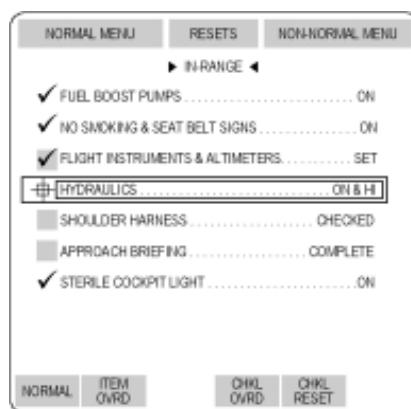 NORMAL MENU RESETS NON-NORMAL MENU
▶ IN-RANGE ◀
✓ FUEL BOOST PUMPS . . . . . . . . . . . . . . . . . . . . . . . . ON
✓ NO SMOKING & SEAT BELT SIGNS . . . . . . . . . . . . . . . ON
✓ FLIGHT INSTRUMENTS & ALTIMETERS. . . . . . . . . . . SET
HYDRAULICS . . . . . . . . . . . . . . . . . . . . . . . . . . ON & HI
SHOULDER HARNESS . . . . . . . . . . . . . . . . CHECKED
APPROACH BRIEFING . . . . . . . . . . . . . . . COMPLETE
✓ STERILE COCKPIT LIGHT . . . . . . . . . . . . . . . . . . . . .ON
NORMAL ITEM OVRD CHKL OVRD CHKL RESET